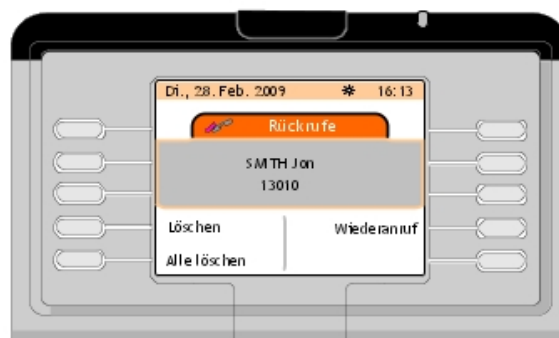 Di., 28. Feb. 2009 16:13
Rückrufe
SMITH Jon
13010
Löschen Wiederanruf
Alle löschen